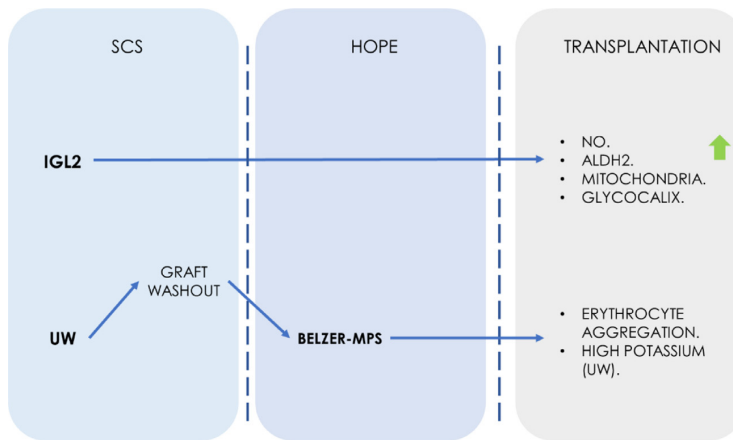 SCS
HOPE
TRANSPLANTATION
IGL2
• NO.
• ALDH2.
• MITOCHONDRIA.
• GLYCOCALIX.
GRAFT
WASHOUT
UW
BELZER-MPS
• ERYTHROCYTE
AGGREGATION.
• HIGH POTASSIUM
(UW).